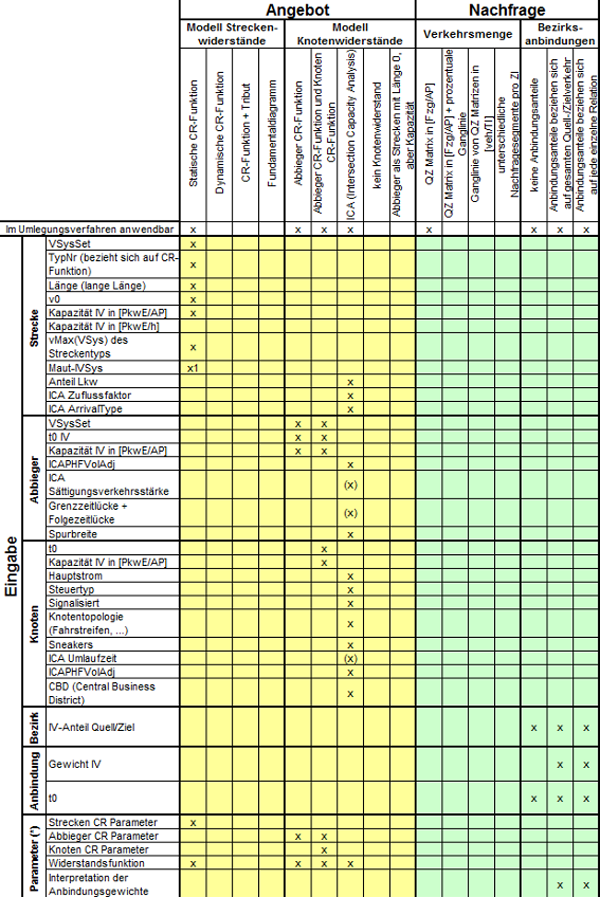 Angebot
Nachfrage
Modell Strecken-
widerstände
Modell
Knotenwiderstände
Verkehrsmenge
Bezirks-
anbindungen
Statische CR-Funktion
Dynamische CR-Funktion
CR-Funktion + Tribut
Fundamentaldiagramm
Abbieger CR-Funktion
Abbieger CR-Funktion und Knoten
CR-Funktion
ICA (Intersection Capacity Analysis)
kein Knotenwiderstand
Abbieger als Strecken mit Länge 0,
aber Kapazität
QZ Matrix in [Fzg/AP]
QZ Matrix in [Fzg/AP] + prozentuale
Ganglinie
Ganglinie von QZ Matrizen in
[veh/TI]
unterschiedliche
Nachfragesegmente pro ZI
keine Anbindungsanteile
Anbindungsanteile beziehen sich
auf gesamten Quell-/Zielverkehr
Anbindungsanteile beziehen sich
auf jede einzelne Relation
Im Umlegungsverfahren anwendbar x x x x x x x x
Eingabe
Strecke
VSysSet x
TypNr (bezieht sich auf CR-
Funktion) x
Länge (lange Länge) x
v0 x
Kapazität IV in [PkwE/AP] x
Kapazität IV in [PkwE/h]
vMax(VSys) des
Streckentyps x
Maut-IVSys x1
Anteil Lkw x
ICA Zuflussfaktor x
ICA ArrivalType x
Abbieger
VSysSet x x
t0 IV x x
Kapazität IV in [PkwE/AP] x x
ICAPHFVolAdj x
ICA
Sättigungsverkehrsstärke (x)
Grenzzeitlücke +
Folgezeitlücke (x)
Spurbreite x
Knoten
t0 x
Kapazität IV in [PkwE/AP] x
Hauptstrom x
Steuertyp x
Signalisiert x
Knotentopologie
(Fahrstreifen, ...) x
Sneakers x
ICA Umlaufzeit (x)
ICAPHFVolAdj x
CBD (Central Business
District) x
Bezirk
IV-Anteil Quell/Ziel x x x
Anbindung
Gewicht IV x x
t0 x x x
Parameter (*)
Strecken CR Parameter x
Abbieger CR Parameter x x
Knoten CR Parameter x
Widerstandsfunktion x x x x
Interpretation der
Anbindungsgewichte x x